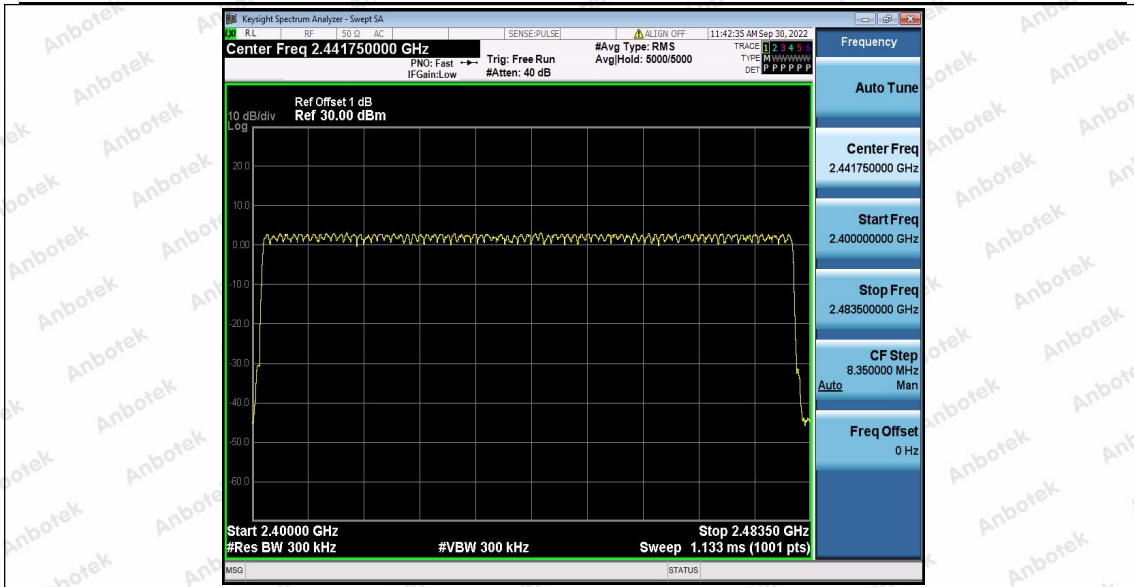 Keysight Spectrum Analyzer - Swept SA
LXI RL RF 50 Ω AC SENSE:PULSE ALIGN OFF 11:42:35 AM Sep 30, 2022
Center Freq 2.441750000 GHz
PNO: Fast
IFGain:Low
Trig: Free Run
#Atten: 40 dB
#Avg Type: RMS
Avg|Hold: 5000/5000
TRACE 1 2 3 4 5 6
TYPE M WWWWW
DET P P P P P P
Ref Offset 1 dB
10 dB/div Ref 30.00 dBm
Log
20.0
10.0
0.00
-10.0
-20.0
-30.0
-40.0
-50.0
-60.0
Start 2.40000 GHz Stop 2.48350 GHz
#Res BW 300 kHz #VBW 300 kHz Sweep 1.133 ms (1001 pts)
MSG STATUS
Frequency
Auto Tune
Center Freq
2.441750000 GHz
Start Freq
2.400000000 GHz
Stop Freq
2.483500000 GHz
CF Step
8.350000 MHz
Auto Man
Freq Offset
0 Hz
Anbotek